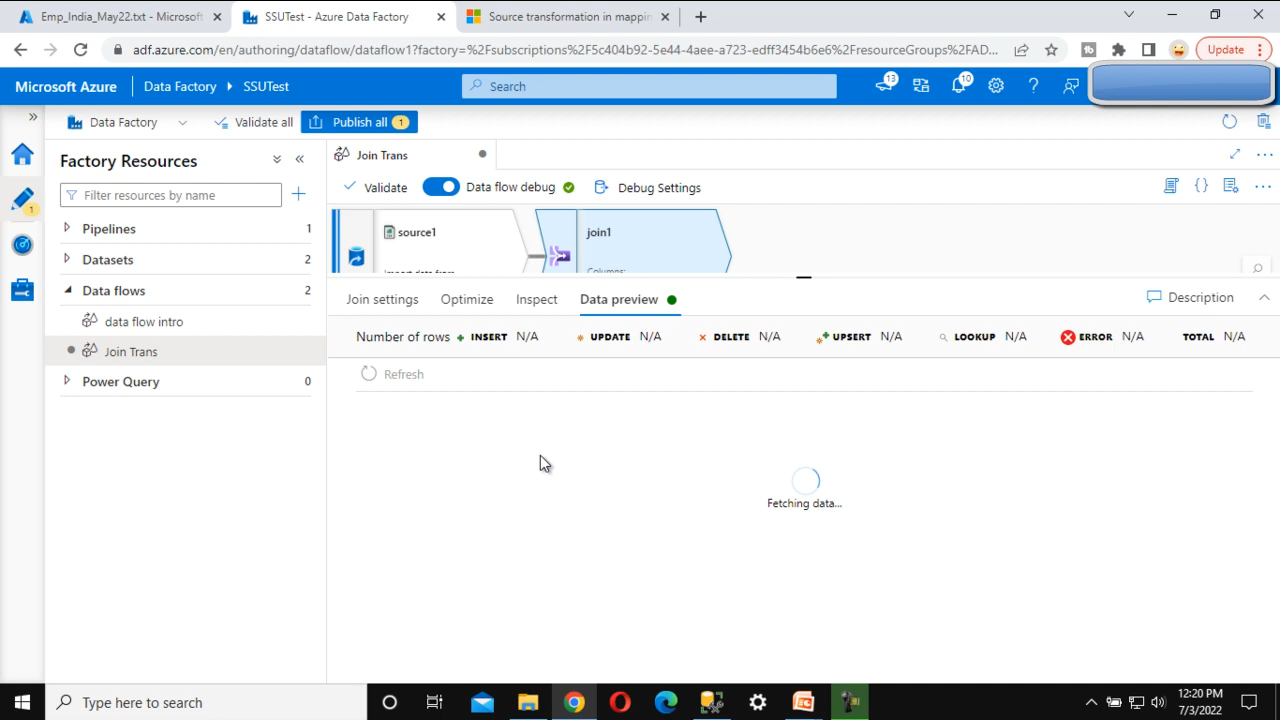 Emp_India_May22.txt - Microsoft
SSUTest - Azure Data Factory
Source transformation in mappin
adf.azure.com/en/authoring/dataflow/dataflow1?factory=%2Fsubscriptions%2F5c404b92-5e44-4aee-a723-edff3454b6e6%2FresourceGroups%2FAD...
Update
Microsoft Azure
Data Factory
SSUTest
Search
13
10
Data Factory
Validate all
Publish all 1
Factory Resources
Join Trans
Filter resources by name
Validate
Data flow debug
Debug Settings
1
Pipelines 1
Datasets 2
Data flows 2
data flow intro
Join Trans
Power Query 0
source1
Import data from
join1
Columns:
Join settings
Optimize
Inspect
Data preview
Description
Number of rows INSERT N/A UPDATE N/A DELETE N/A UPSERT N/A LOOKUP N/A ERROR N/A TOTAL N/A
Refresh
Fetching data...
Type here to search
12:20 PM
7/3/2022